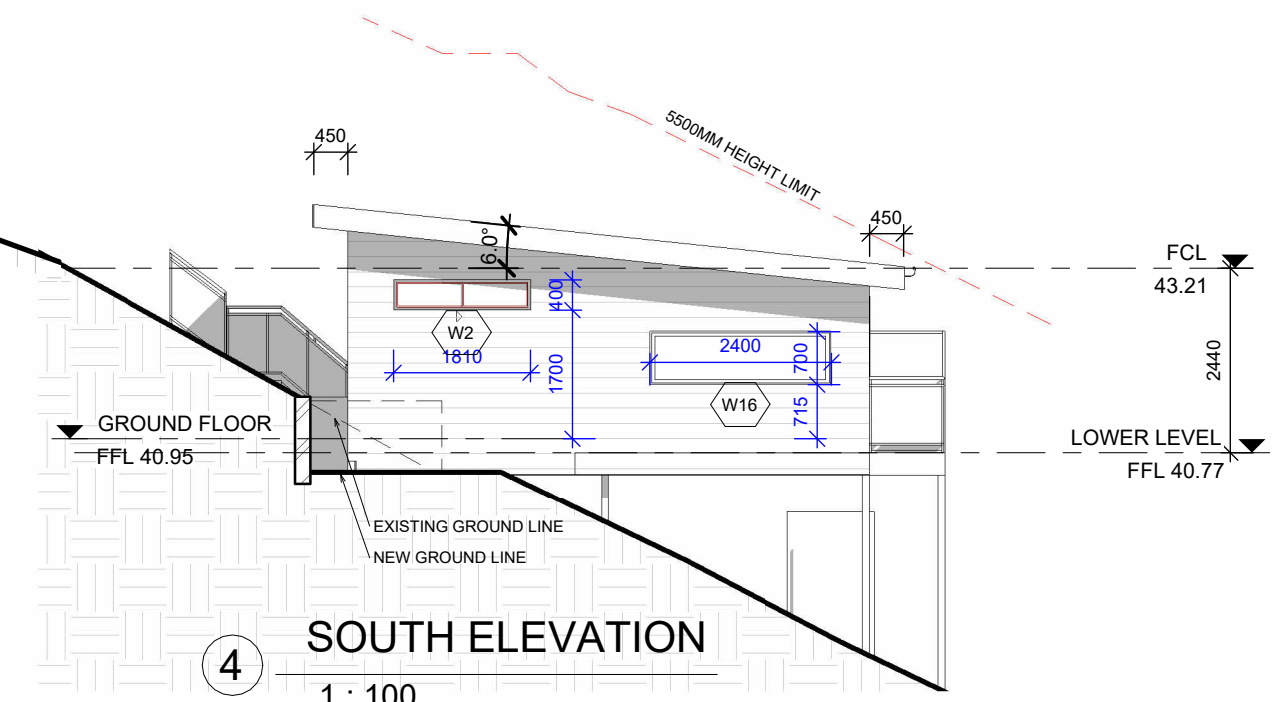 5500MM HEIGHT LIMIT
450
450
6.0°
FCL
43.21
400
W2
1810
1700
2400
700
2440
W16
715
GROUND FLOOR
FFL 40.95
LOWER LEVEL
FFL 40.77
EXISTING GROUND LINE
NEW GROUND LINE
4
SOUTH ELEVATION
1 : 100